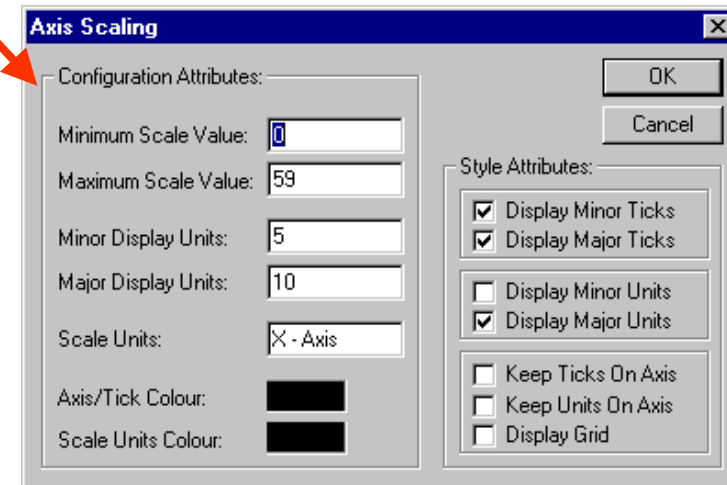 Axis Scaling
Configuration Attributes:
Minimum Scale Value: 0
Maximum Scale Value: 59
Minor Display Units: 5
Major Display Units: 10
Scale Units: X - Axis
Axis/Tick Colour:
Scale Units Colour:
OK
Cancel
Style Attributes:
Display Minor Ticks
Display Major Ticks
Display Minor Units
Display Major Units
Keep Ticks On Axis
Keep Units On Axis
Display Grid